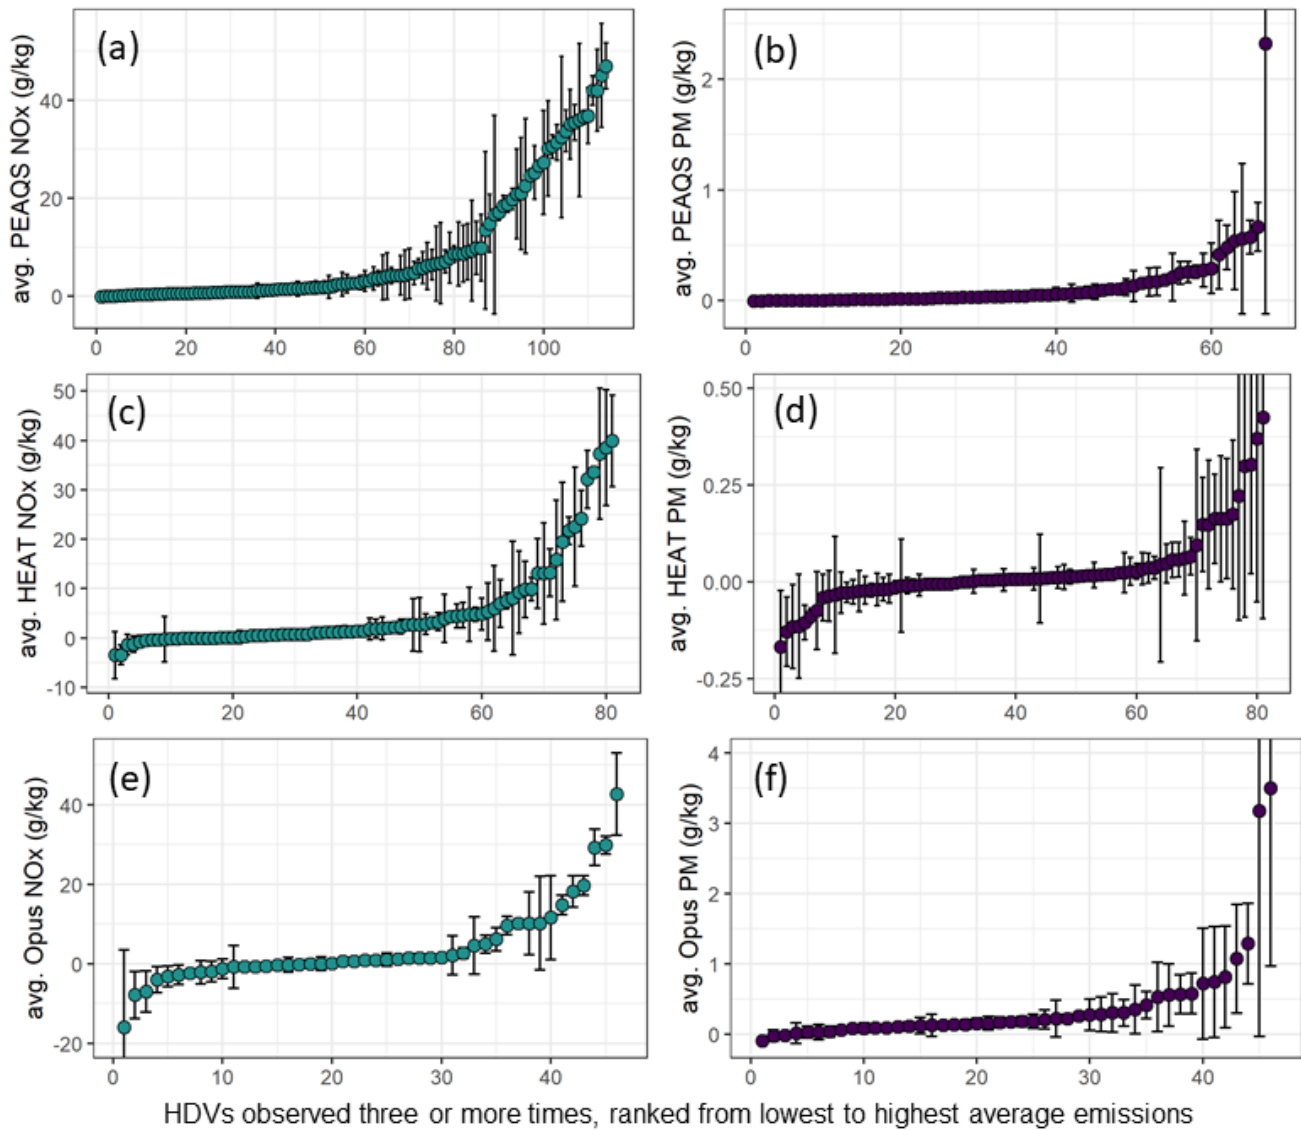 (a)
avg. PEAQS NOx (g/kg)
40
20
0
0 20 40 60 80 100
(b)
avg. PEAQS PM (g/kg)
2
1
0
0 20 40 60
(c)
avg. HEAT NOx (g/kg)
50
40
30
20
10
0
-10
0 20 40 60 80
(d)
avg. HEAT PM (g/kg)
0.50
0.25
0.00
-0.25
0 20 40 60 80
(e)
avg. Opus NOx (g/kg)
40
20
0
-20
0 10 20 30 40
(f)
avg. Opus PM (g/kg)
4
3
2
1
0
0 10 20 30 40
HDVs observed three or more times, ranked from lowest to highest average emissions